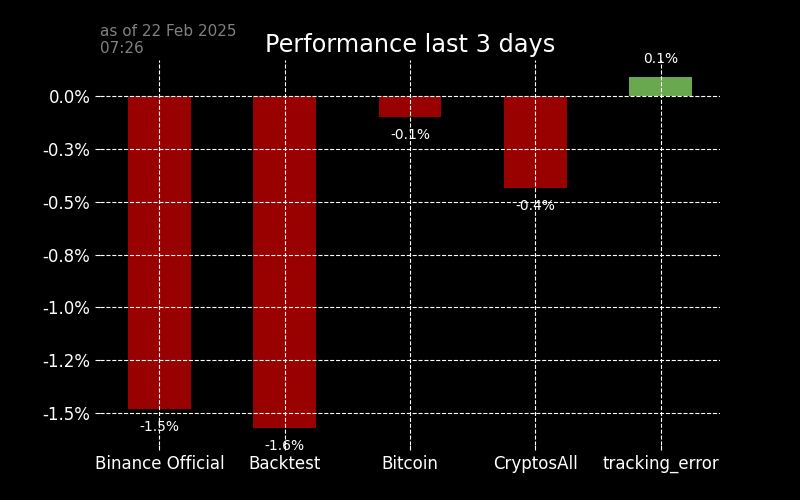 as of 22 Feb 2025
07:26
Performance last 3 days
0.1%
0.0%
-0.1%
-0.3%
-0.4%
-0.5%
-0.8%
-1.0%
-1.2%
-1.5%
-1.5%
-1.6%
Binance Official
Backtest
Bitcoin
CryptosAll
tracking_error